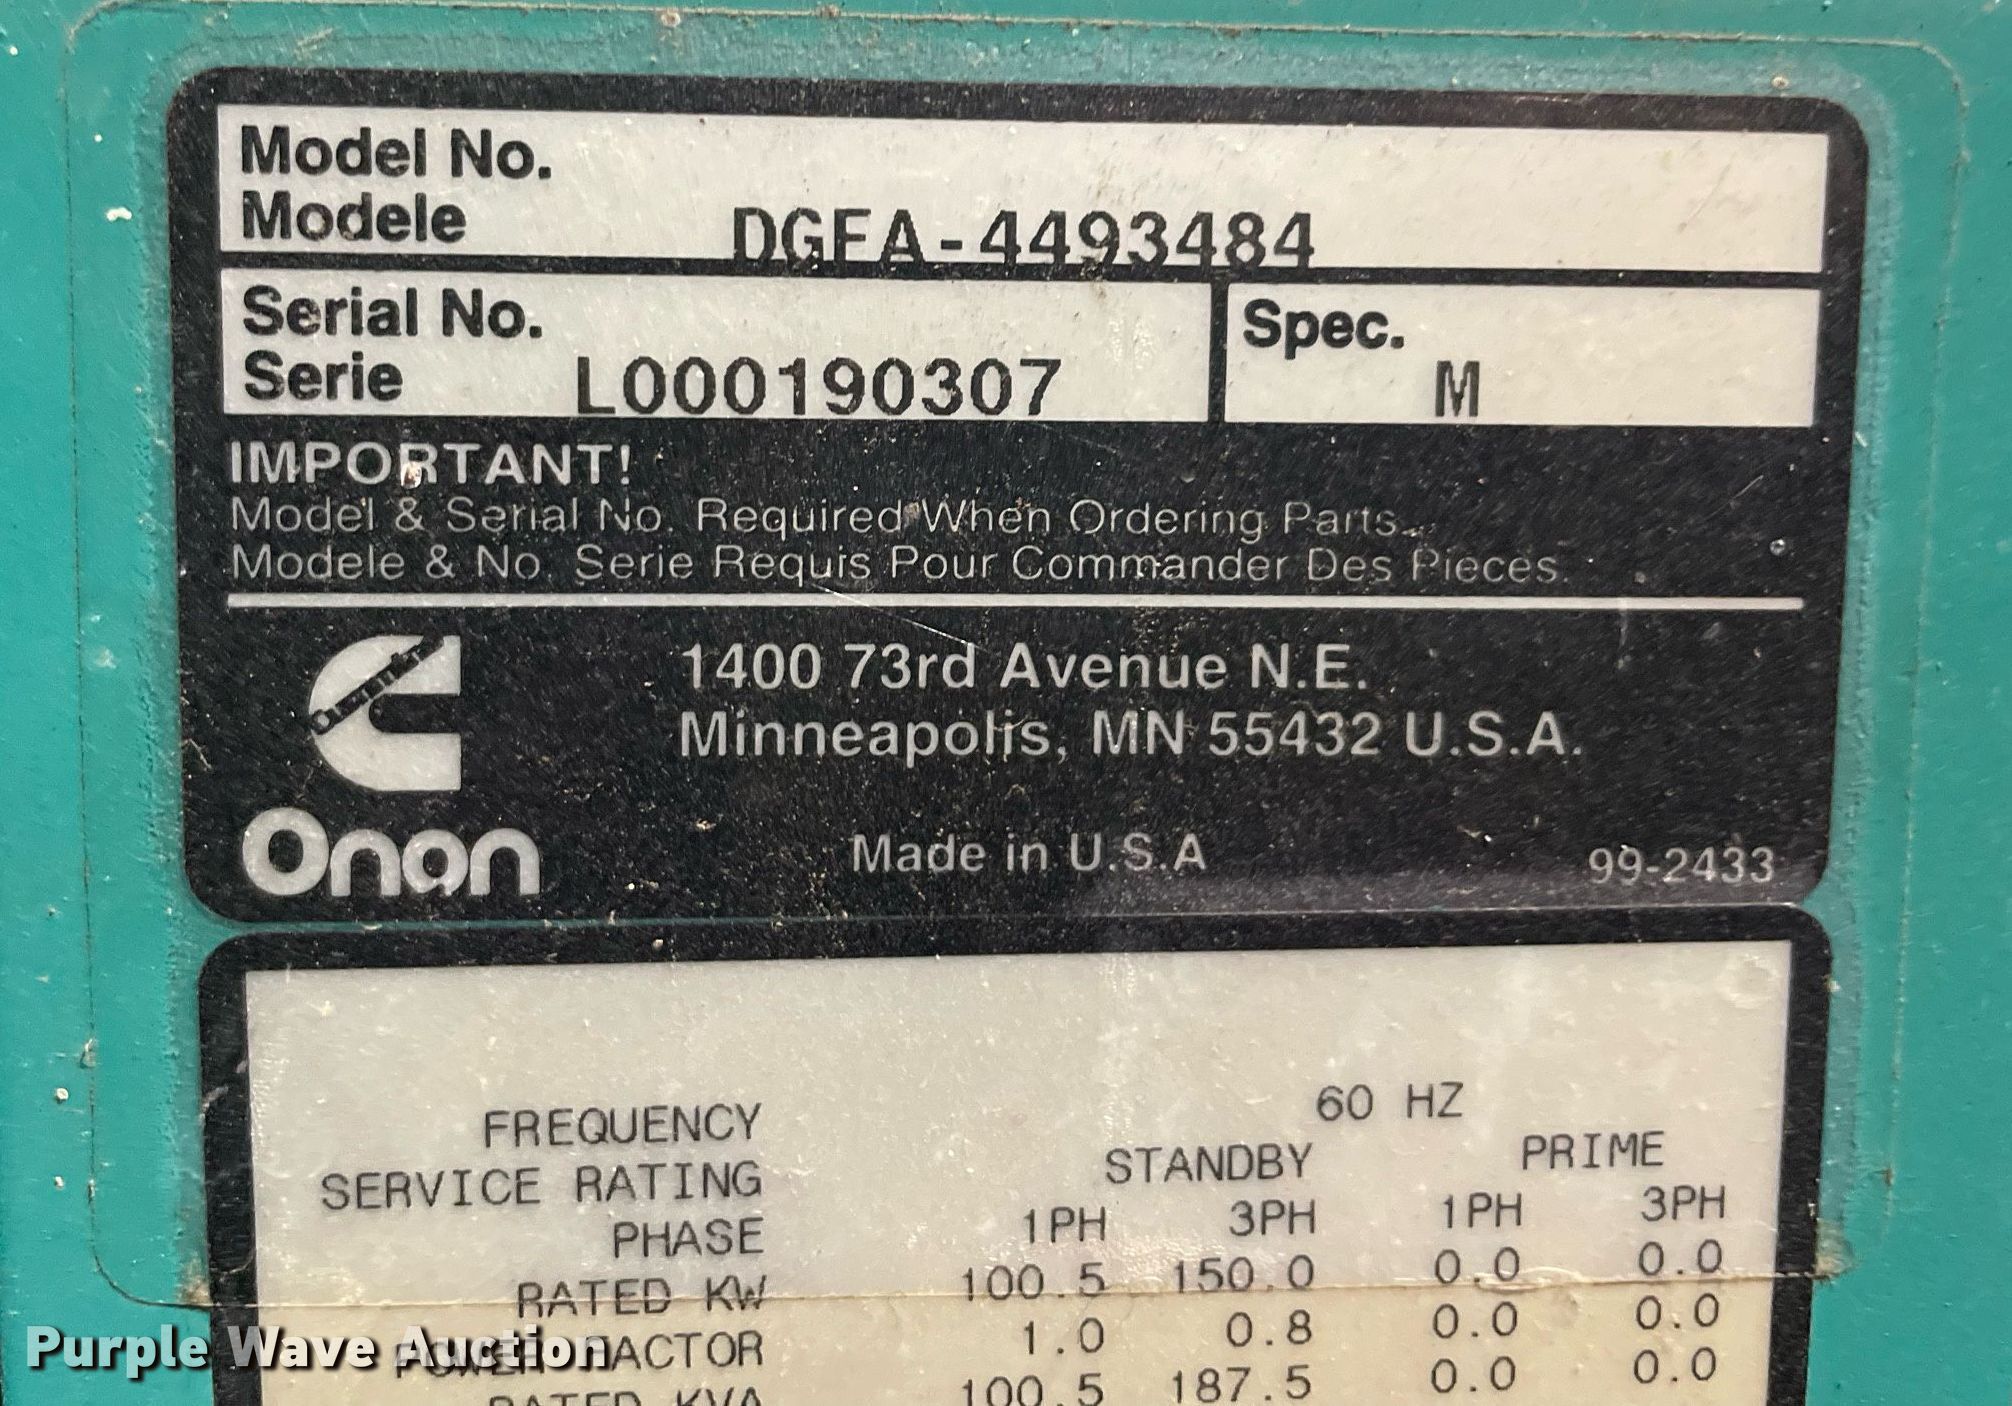 Model No.
Modele DGFA-4493484
Serial No.
Serie L000190307
Spec.
M
IMPORTANT!
Model & Serial No. Required When Ordering Parts.
Modele & No. Serie Requis Pour Commander Des Pieces.
Cummins
Onan
1400 73rd Avenue N.E.
Minneapolis, MN 55432 U.S.A.
Made in U.S.A
99-2433
FREQUENCY 60 HZ
SERVICE RATING STANDBY PRIME
PHASE 1PH 3PH 1PH 3PH
RATED KW 100.5 150.0 0.0 0.0
POWER FACTOR 1.0 0.8 0.0 0.0
RATED KVA 100.5 187.5 0.0 0.0
Purple Wave Auction